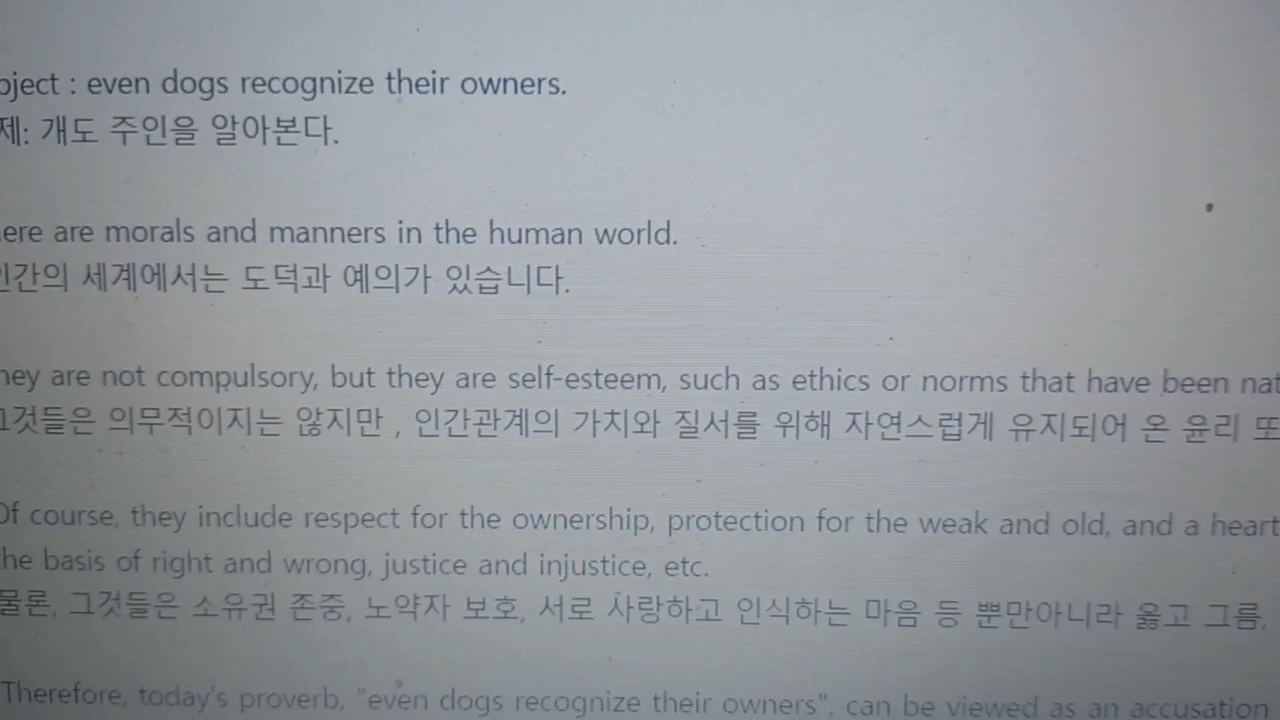 oject : even dogs recognize their owners.
제: 개도 주인을 알아본다.
ere are morals and manners in the human world.
인간의 세계에서는 도덕과 예의가 있습니다.
hey are not compulsory, but they are self-esteem, such as ethics or norms that have been nat
그것들은 의무적이지는 않지만 , 인간관계의 가치와 질서를 위해 자연스럽게 유지되어 온 윤리 또
Of course, they include respect for the ownership, protection for the weak and old, and a heart
the basis of right and wrong, justice and injustice, etc.
물론, 그것들은 소유권 존중, 노약자 보호, 서로 사랑하고 인식하는 마음 등 뿐만아니라 옳고 그름,
Therefore, today's proverb, "even dogs recognize their owners", can be viewed as an accusation